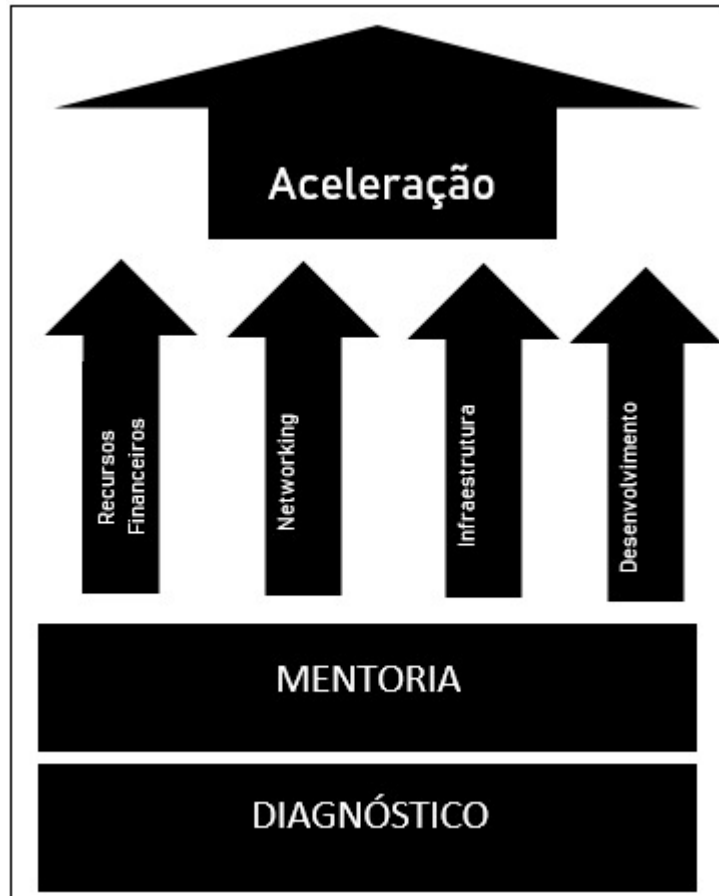 Aceleração
Recursos
Financeiros
Networking
Infraestrutura
Desenvolvimento
MENTORIA
DIAGNÓSTICO